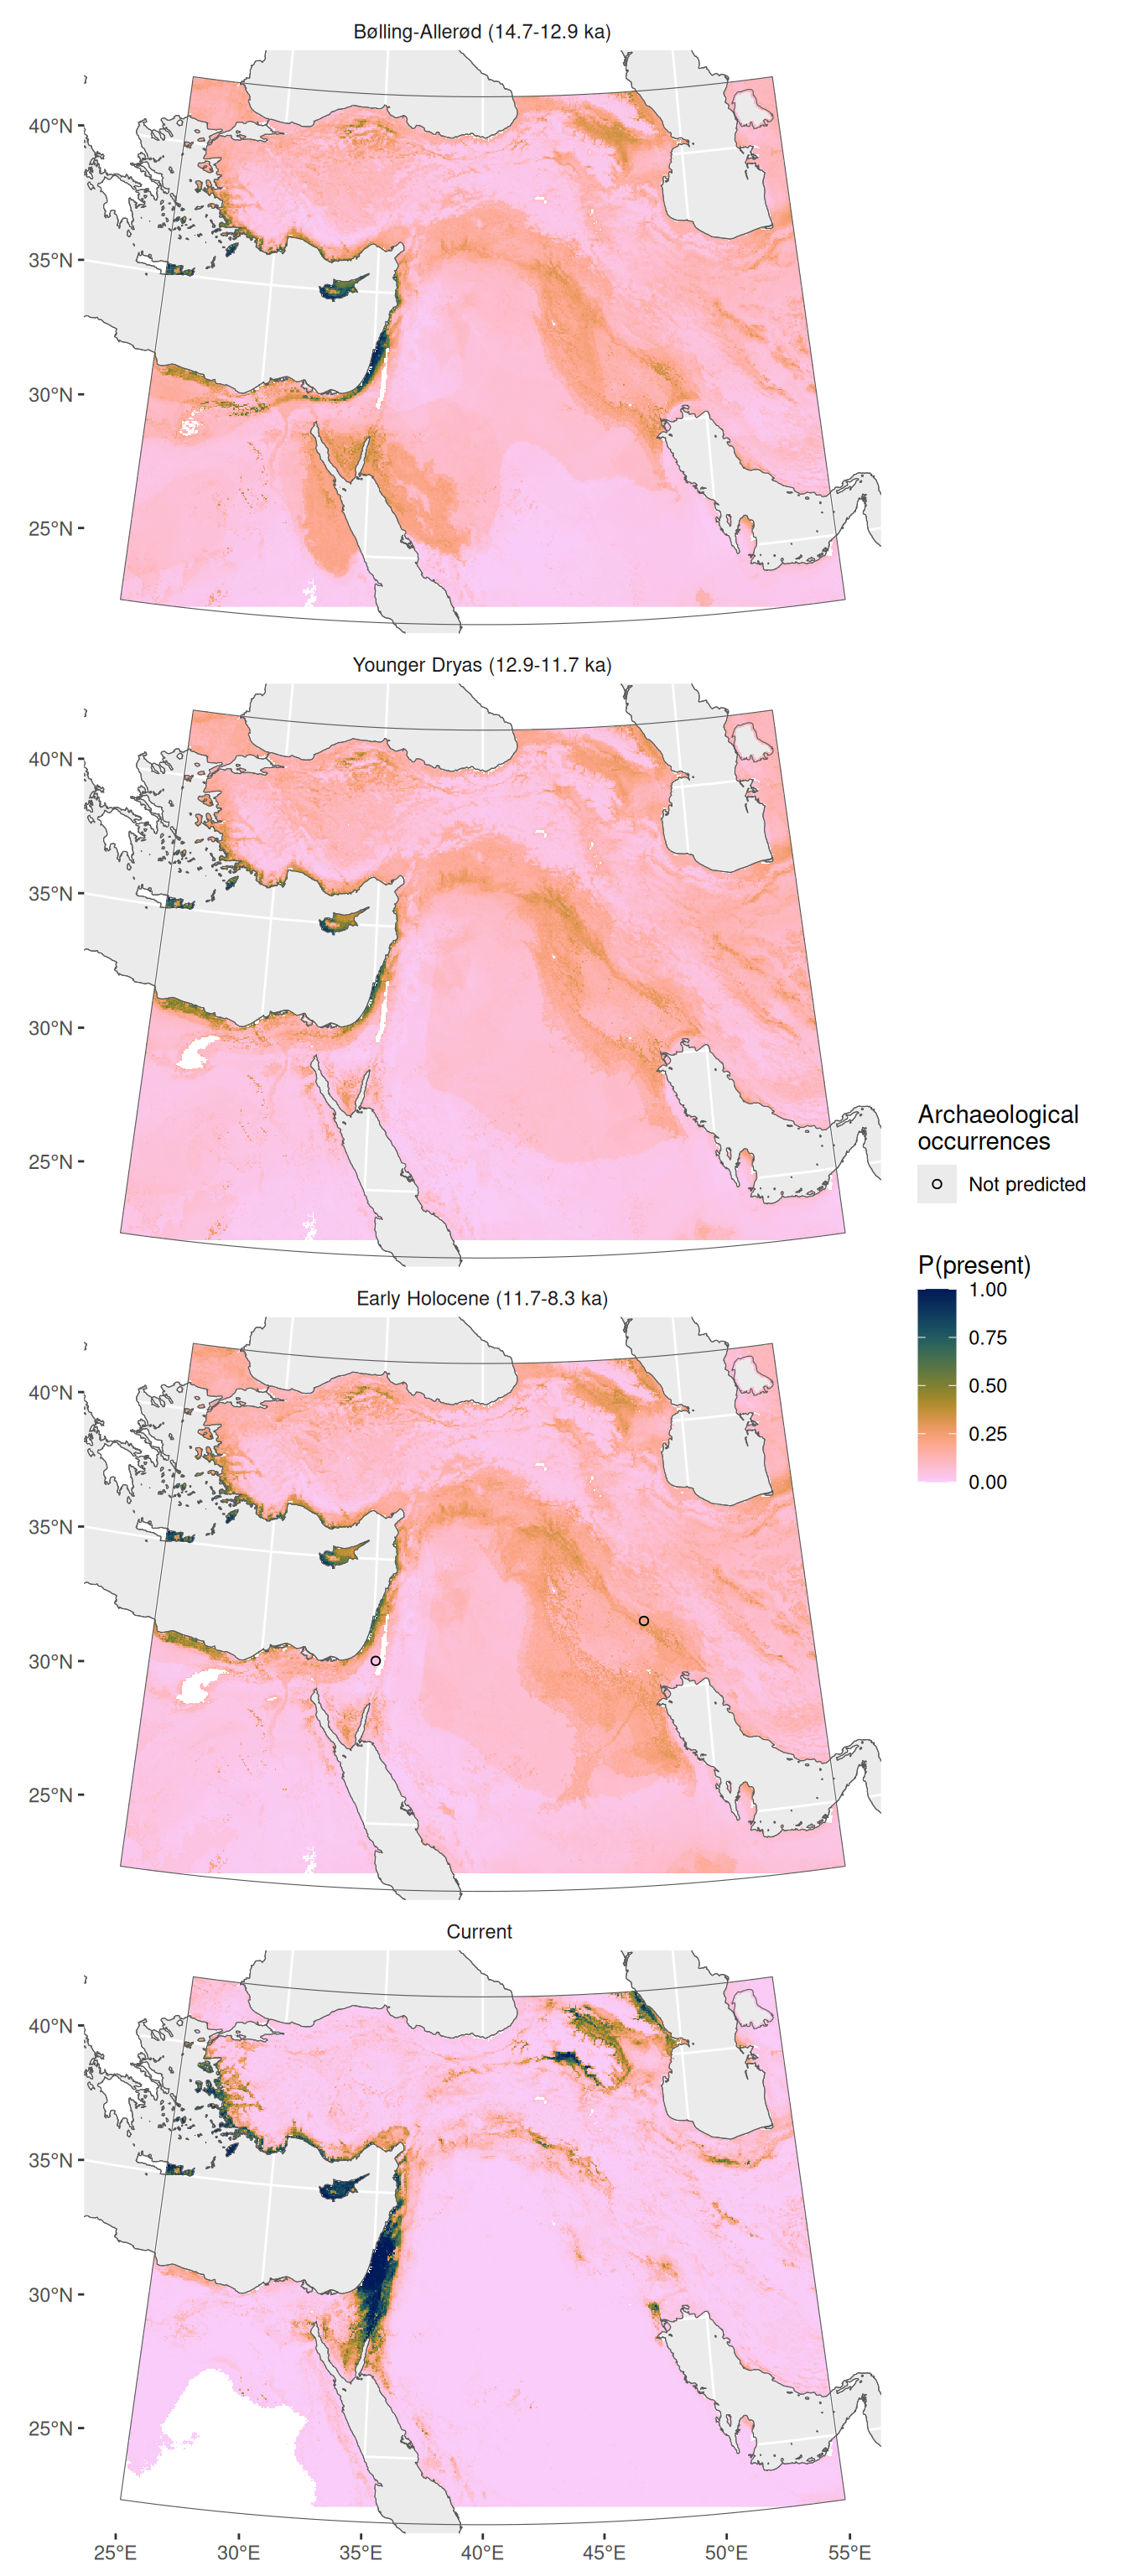 Bølling-Allerød (14.7-12.9 ka)
40°N
35°N
30°N
25°N
Younger Dryas (12.9-11.7 ka)
40°N
35°N
30°N
25°N
Archaeological
occurrences
Not predicted
P(present)
1.00
0.75
0.50
0.25
0.00
Early Holocene (11.7-8.3 ka)
40°N
35°N
30°N
25°N
Current
40°N
35°N
30°N
25°N
25°E 30°E 35°E 40°E 45°E 50°E 55°E